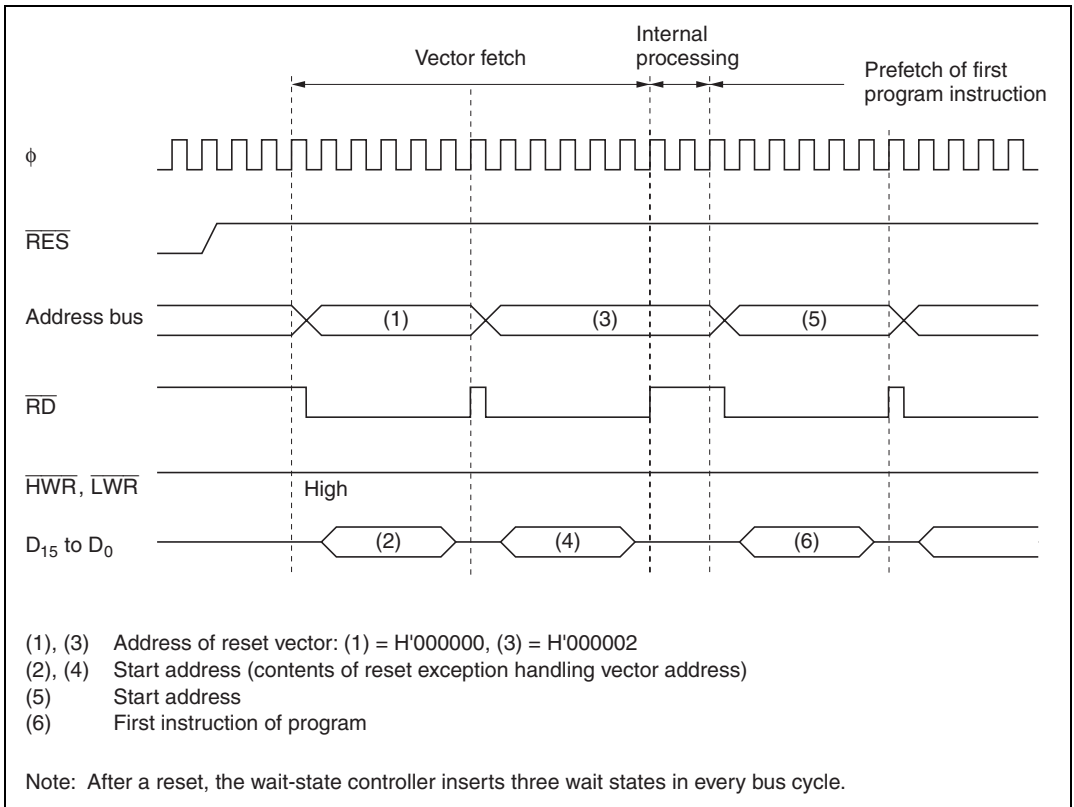 Internal
processing
Vector fetch
Prefetch of first
program instruction
ϕ
RES
Address bus
(1)
(3)
(5)
RD
HWR, LWR
High
D15 to D0
(2)
(4)
(6)
(1), (3) Address of reset vector: (1) = H'000000, (3) = H'000002
(2), (4) Start address (contents of reset exception handling vector address)
(5) Start address
(6) First instruction of program
Note: After a reset, the wait-state controller inserts three wait states in every bus cycle.